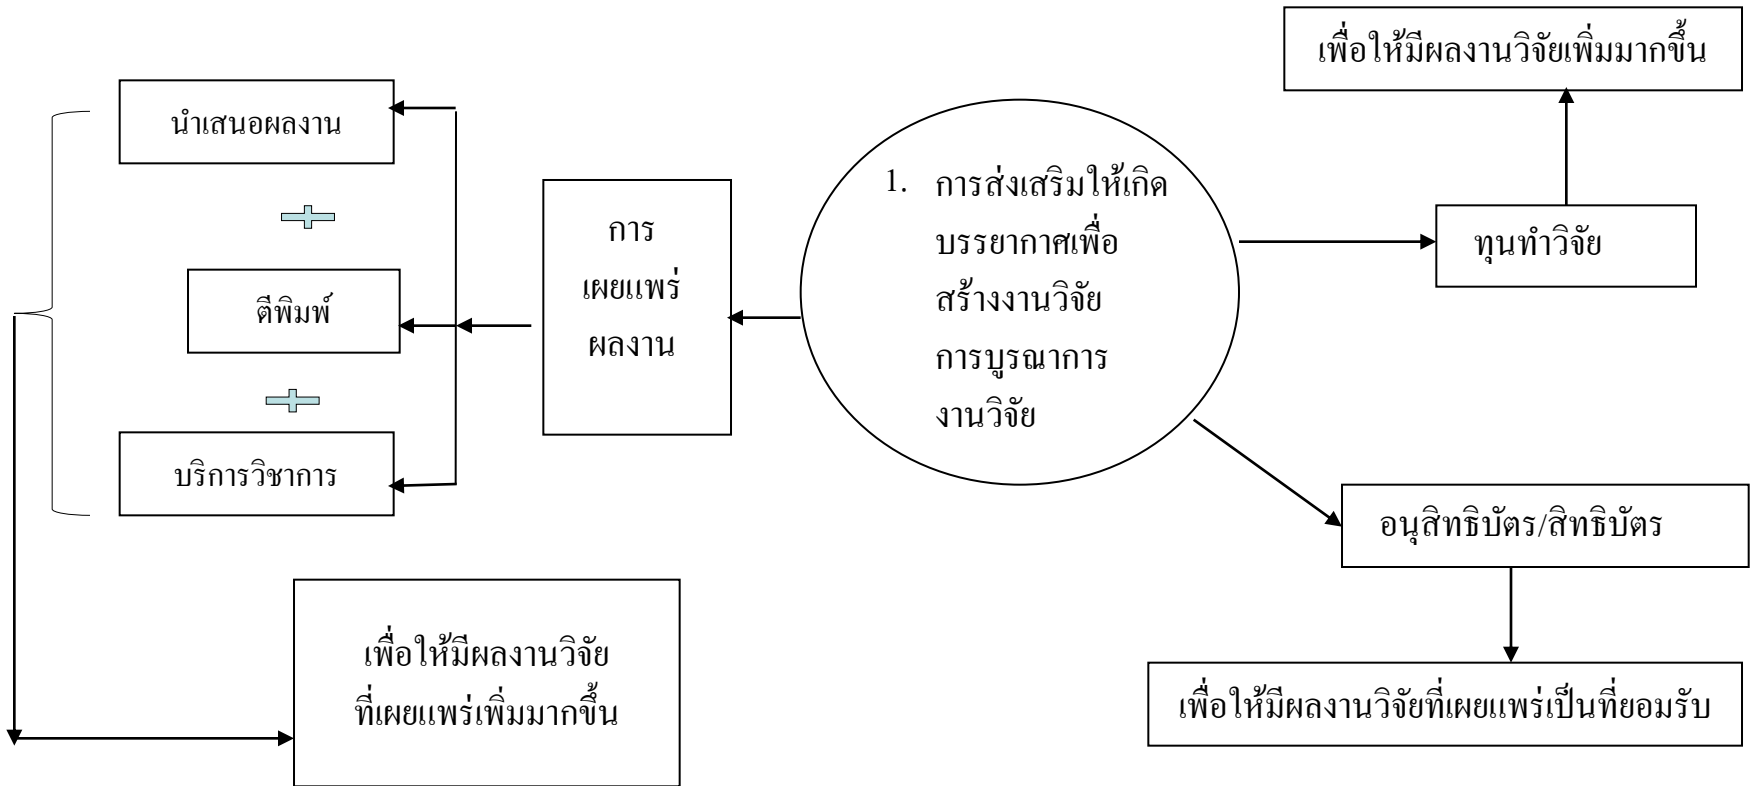 เพื่อให้มีผลงานวิจัยเพิ่มมากขึ้น
นำเสนอผลงาน
1. การส่งเสริมให้เกิด
บรรยากาศเพื่อ
สร้างงานวิจัย
การบูรณาการ
งานวิจัย
การ
เผยแพร่
ผลงาน
ทุนทำวิจัย
ตีพิมพ์
บริการวิชาการ
อนุสิทธิบัตร/สิทธิบัตร
เพื่อให้มีผลงานวิจัย
ที่เผยแพร่เพิ่มมากขึ้น
เพื่อให้มีผลงานวิจัยที่เผยแพร่เป็นที่ยอมรับ